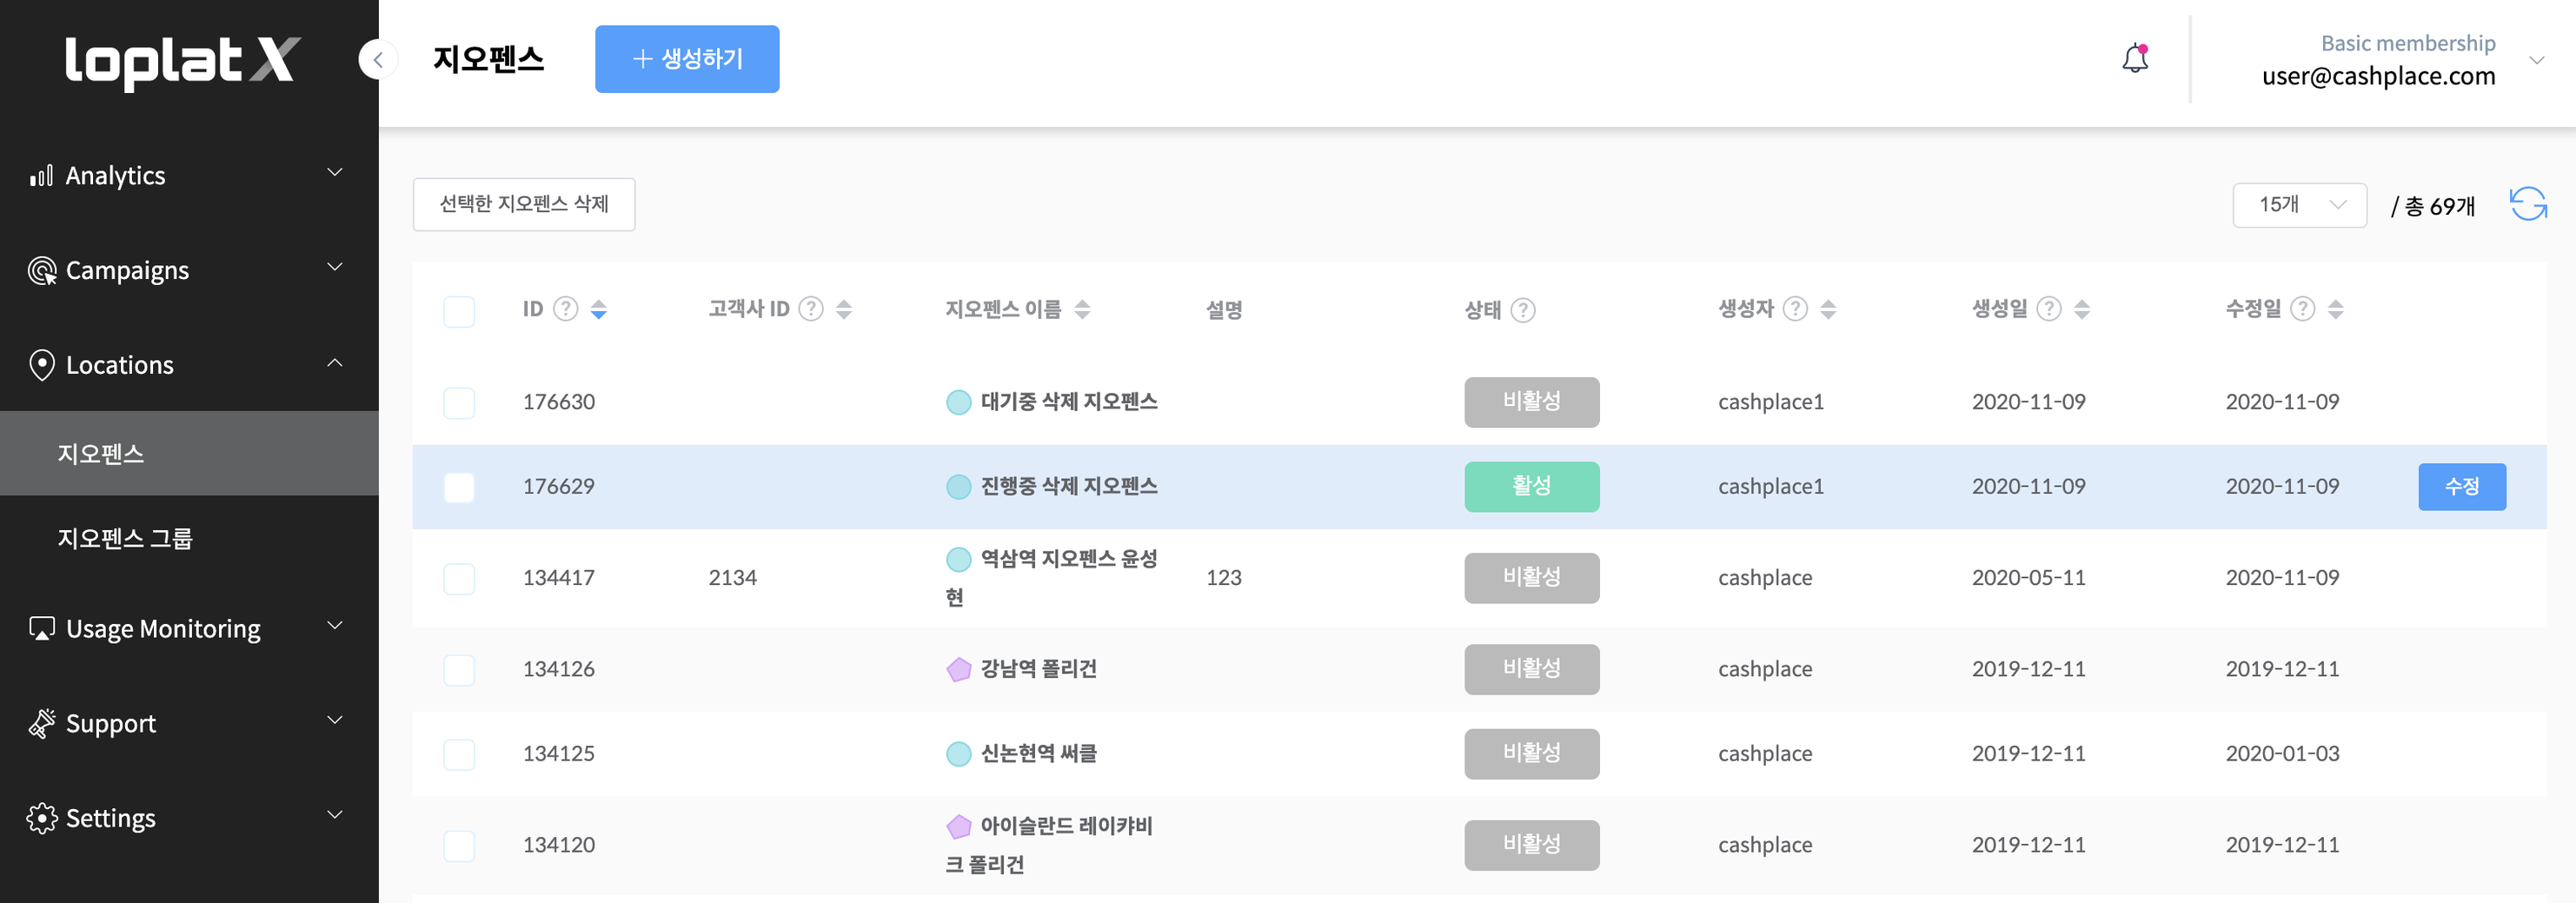 loplat X
지오펜스
+ 생성하기
Basic membership
user@cashplace.com
Analytics
Campaigns
Locations
지오펜스
지오펜스 그룹
Usage Monitoring
Support
Settings
선택한 지오펜스 삭제
15개 / 총 69개
ID ? 고객사 ID ? 지오펜스 이름 설명 상태 ? 생성자 ? 생성일 ? 수정일 ?
176630 대기중 삭제 지오펜스 비활성 cashplace1 2020-11-09 2020-11-09
176629 진행중 삭제 지오펜스 활성 cashplace1 2020-11-09 2020-11-09 수정
134417 2134 역삼역 지오펜스 윤성
현 123 비활성 cashplace 2020-05-11 2020-11-09
134126 강남역 폴리건 비활성 cashplace 2019-12-11 2019-12-11
134125 신논현역 써클 비활성 cashplace 2019-12-11 2020-01-03
134120 아이슬란드 레이캬비
크 폴리건 비활성 cashplace 2019-12-11 2019-12-11